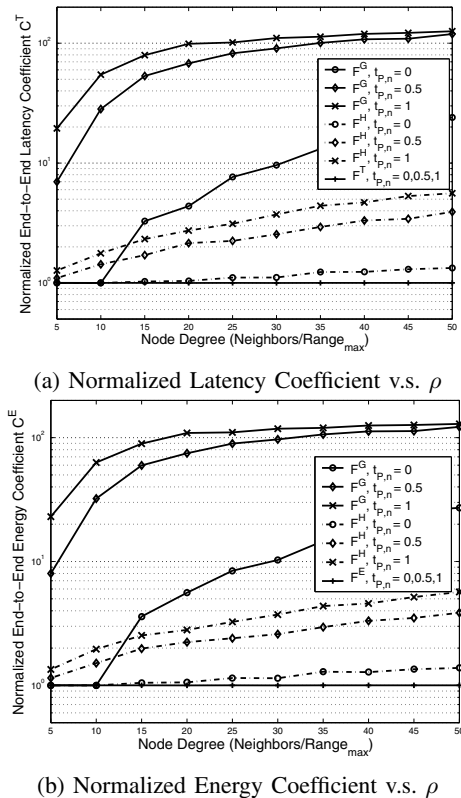 Normalized End−to−End Latency Coefficient C^T
10^2
10^1
10^0
F^G, t_P,n = 0
F^G, t_P,n = 0.5
F^G, t_P,n = 1
F^H, t_P,n = 0
F^H, t_P,n = 0.5
F^H, t_P,n = 1
F^T, t_P,n = 0,0.5,1
5 10 15 20 25 30 35 40 45 50
Node Degree (Neighbors/Range_max)
(a) Normalized Latency Coefficient v.s. ρ
Normalized End−to−End Energy Coefficient C^E
10^2
10^1
10^0
F^G, t_P,n = 0
F^G, t_P,n = 0.5
F^G, t_P,n = 1
F^H, t_P,n = 0
F^H, t_P,n = 0.5
F^H, t_P,n = 1
F^E, t_P,n = 0,0.5,1
5 10 15 20 25 30 35 40 45 50
Node Degree (Neighbors/Range_max)
(b) Normalized Energy Coefficient v.s. ρ